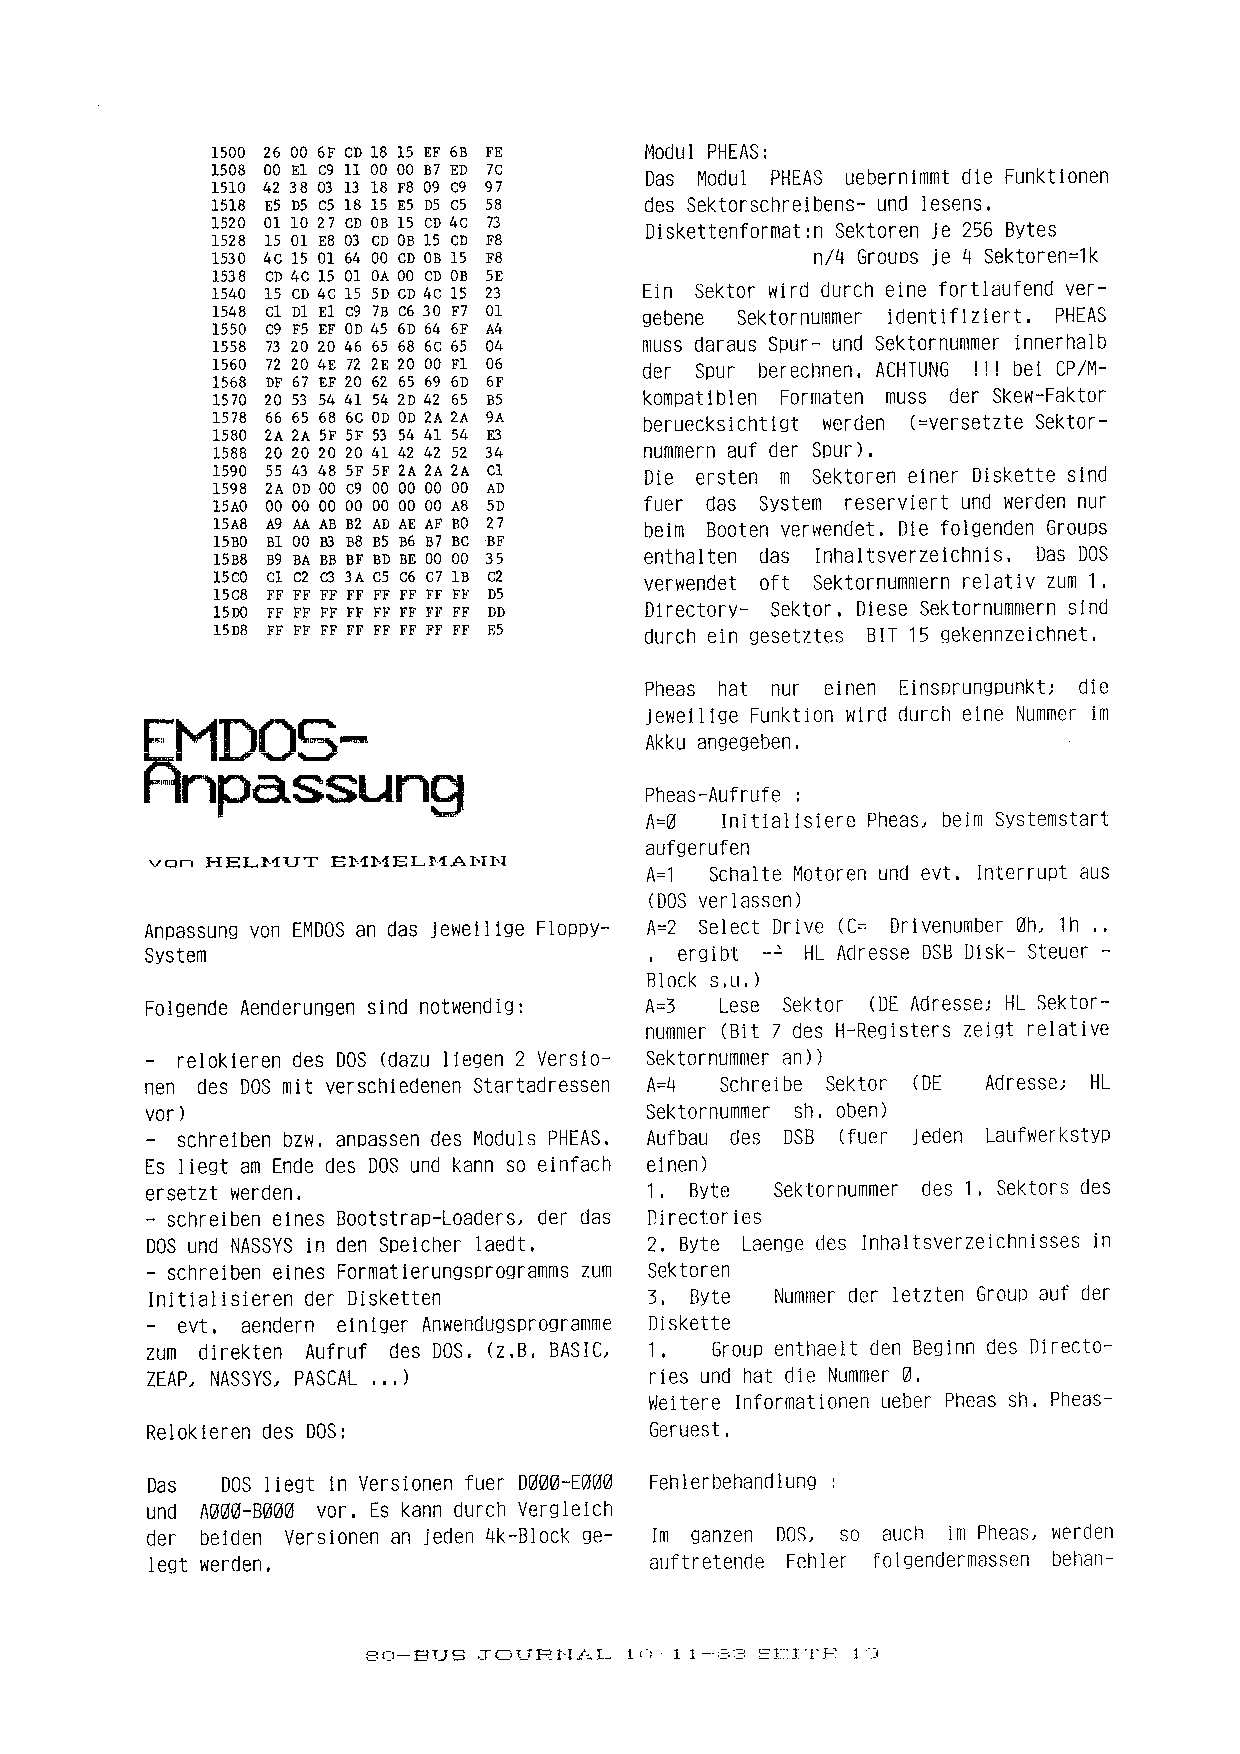 1500 26 00 6F CD 18 15 EF 6B FE
1508 00 E1 C9 11 00 00 B7 ED 7C
1510 42 38 03 13 18 F8 09 C9 97
1518 E5 D5 C5 18 15 E5 D5 C5 58
1520 01 10 27 CD 0B 15 CD 4C 73
1528 15 01 E8 03 CD 0B 15 CD F8
1530 4C 15 01 64 00 CD 0B 15 F8
1538 CD 4C 15 01 0A 00 CD 0B 5E
1540 15 CD 4C 15 5D CD 4C 15 23
1548 C1 D1 E1 C9 7B C6 30 F7 01
1550 C9 F5 EF 0D 45 6D 64 6F A4
1558 73 20 20 46 65 68 6C 65 04
1560 72 20 4E 72 2E 20 00 F1 06
1568 DF 67 EF 20 62 65 69 6D 6F
1570 20 53 54 41 54 2D 42 65 B5
1578 66 65 68 6C 0D 0D 2A 2A 9A
1580 2A 2A 5F 5F 53 54 41 54 E3
1588 20 20 20 20 41 42 42 52 34
1590 55 43 48 5F 5F 2A 2A 2A C1
1598 2A 0D 00 C9 00 00 00 00 AD
15A0 00 00 00 00 00 00 00 A8 5D
15A8 A9 AA AB B2 AD AE AF B0 27
15B0 B1 00 B3 B8 B5 B6 B7 BC BF
15B8 B9 BA BB BF BD BE 00 00 35
15C0 C1 C2 C3 3A C5 C6 C7 1B C2
15C8 FF FF FF FF FF FF FF FF D5
15D0 FF FF FF FF FF FF FF FF DD
15D8 FF FF FF FF FF FF FF FF E5
EMDOS-
Anpassung
von HELMUT EMMELMANN
Anpassung von EMDOS an das jeweilige Floppy-
System
Folgende Aenderungen sind notwendig:
- relokieren des DOS (dazu liegen 2 Versio-
nen des DOS mit verschiedenen Startadressen
vor)
- schreiben bzw. anpassen des Moduls PHEAS.
Es liegt am Ende des DOS und kann so einfach
ersetzt werden.
- schreiben eines Bootstrap-Loaders, der das
DOS und NASSYS in den Speicher laedt.
- schreiben eines Formatierungsprogramms zum
Initialisieren der Disketten
- evt. aendern einiger Anwendugsprogramme
zum direkten Aufruf des DOS. (z.B. BASIC,
ZEAP, NASSYS, PASCAL ...)
Relokieren des DOS:
Das DOS liegt in Versionen fuer D000-E000
und A000-B000 vor. Es kann durch Vergleich
der beiden Versionen an jeden 4k-Block ge-
legt werden.
Modul PHEAS:
Das Modul PHEAS uebernimmt die Funktionen
des Sektorschreibens- und lesens.
Diskettenformat:n Sektoren je 256 Bytes
n/4 Groups je 4 Sektoren=1k
Ein Sektor wird durch eine fortlaufend ver-
gebene Sektornummer identifiziert. PHEAS
muss daraus Spur- und Sektornummer innerhalb
der Spur berechnen. ACHTUNG !!! bei CP/M-
kompatiblen Formaten muss der Skew-Faktor
beruecksichtigt werden (=versetzte Sektor-
nummern auf der Spur).
Die ersten m Sektoren einer Diskette sind
fuer das System reserviert und werden nur
beim Booten verwendet. Die folgenden Groups
enthalten das Inhaltsverzeichnis. Das DOS
verwendet oft Sektornummern relativ zum 1.
Directory- Sektor. Diese Sektornummern sind
durch ein gesetztes BIT 15 gekennzeichnet.
Pheas hat nur einen Einsprungpunkt; die
jeweilige Funktion wird durch eine Nummer im
Akku angegeben.
Pheas-Aufrufe :
A=0 Initialisiere Pheas, beim Systemstart
aufgerufen
A=1 Schalte Motoren und evt. Interrupt aus
(DOS verlassen)
A=2 Select Drive (C= Drivenumber 0h, 1h ..
. ergibt -- HL Adresse DSB Disk- Steuer -
Block s.u.)
A=3 Lese Sektor (DE Adresse; HL Sektor-
nummer (Bit 7 des H-Registers zeigt relative
Sektornummer an))
A=4 Schreibe Sektor (DE Adresse; HL
Sektornummer sh. oben)
Aufbau des DSB (fuer jeden Laufwerkstyp
einen)
1. Byte Sektornummer des 1. Sektors des
Directories
2. Byte Laenge des Inhaltsverzeichnisses in
Sektoren
3. Byte Nummer der letzten Group auf der
Diskette
1. Group enthaelt den Beginn des Directo-
ries und hat die Nummer 0.
Weitere Informationen ueber Pheas sh. Pheas-
Geruest.
Fehlerbehandlung :
Im ganzen DOS, so auch im Pheas, werden
auftretende Fehler folgendermassen behan-
80-BUS JOURNAL 10-11-83 SEITE 19